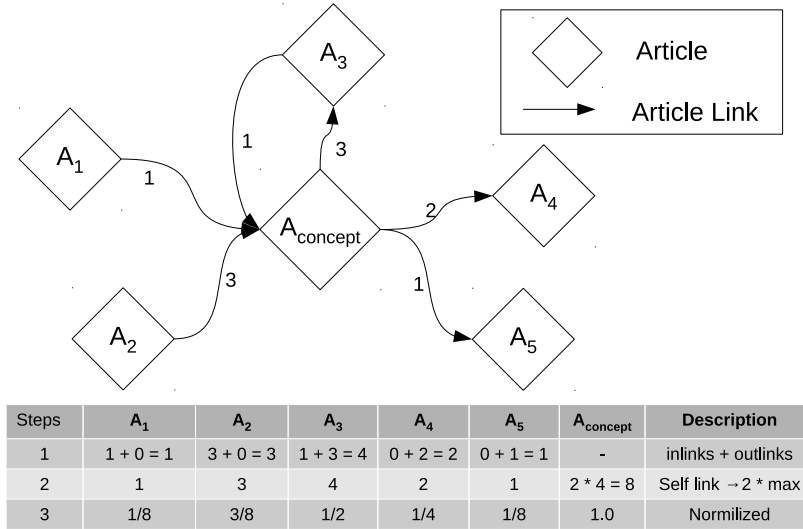 A3
Article
Article Link
A1
1
1
3
A4
2
Aconcept
3
1
A2
A5
Steps A1 A2 A3 A4 A5 Aconcept Description
1 1 + 0 = 1 3 + 0 = 3 1 + 3 = 4 0 + 2 = 2 0 + 1 = 1 - inlinks + outlinks
2 1 3 4 2 1 2 * 4 = 8 Self link →2 * max
3 1/8 3/8 1/2 1/4 1/8 1.0 Normilized